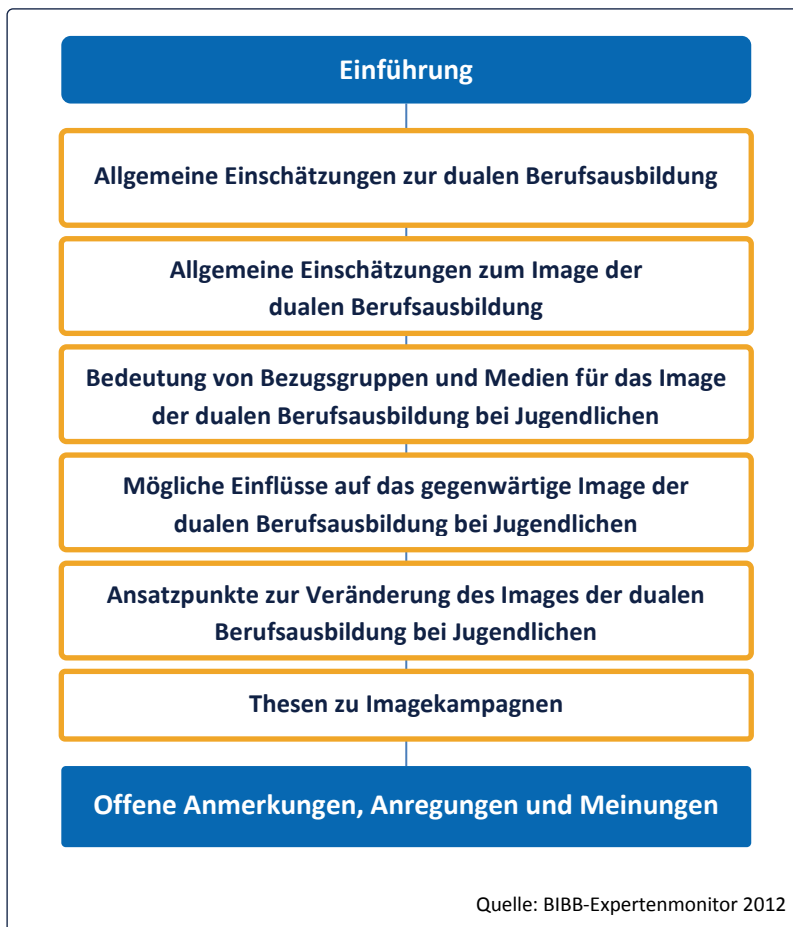 Einführung
Allgemeine Einschätzungen zur dualen Berufsausbildung
Allgemeine Einschätzungen zum Image der
dualen Berufsausbildung
Bedeutung von Bezugsgruppen und Medien für das Image
der dualen Berufsausbildung bei Jugendlichen
Mögliche Einflüsse auf das gegenwärtige Image der
dualen Berufsausbildung bei Jugendlichen
Ansatzpunkte zur Veränderung des Images der dualen
Berufsausbildung bei Jugendlichen
Thesen zu Imagekampagnen
Offene Anmerkungen, Anregungen und Meinungen
Quelle: BIBB-Expertenmonitor 2012